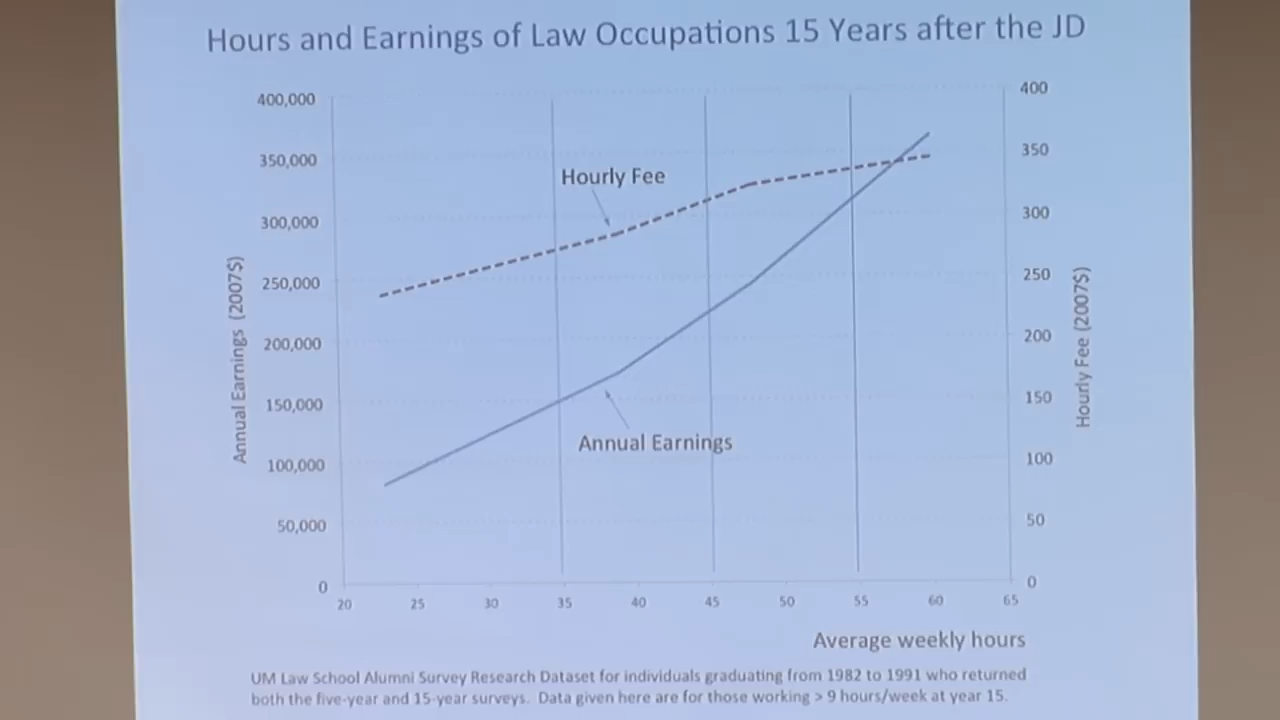 Hours and Earnings of Law Occupations 15 Years after the JD
400,000
350,000
300,000
250,000
200,000
150,000
100,000
50,000
0
Annual Earnings (2007$)
Hourly Fee
Annual Earnings
400
350
300
250
200
150
100
50
0
Hourly Fee (2007$)
20 25 30 35 40 45 50 55 60 65
Average weekly hours
UM Law School Alumni Survey Research Dataset for individuals graduating from 1982 to 1991 who returned
both the five-year and 15-year surveys. Data given here are for those working > 9 hours/week at year 15.